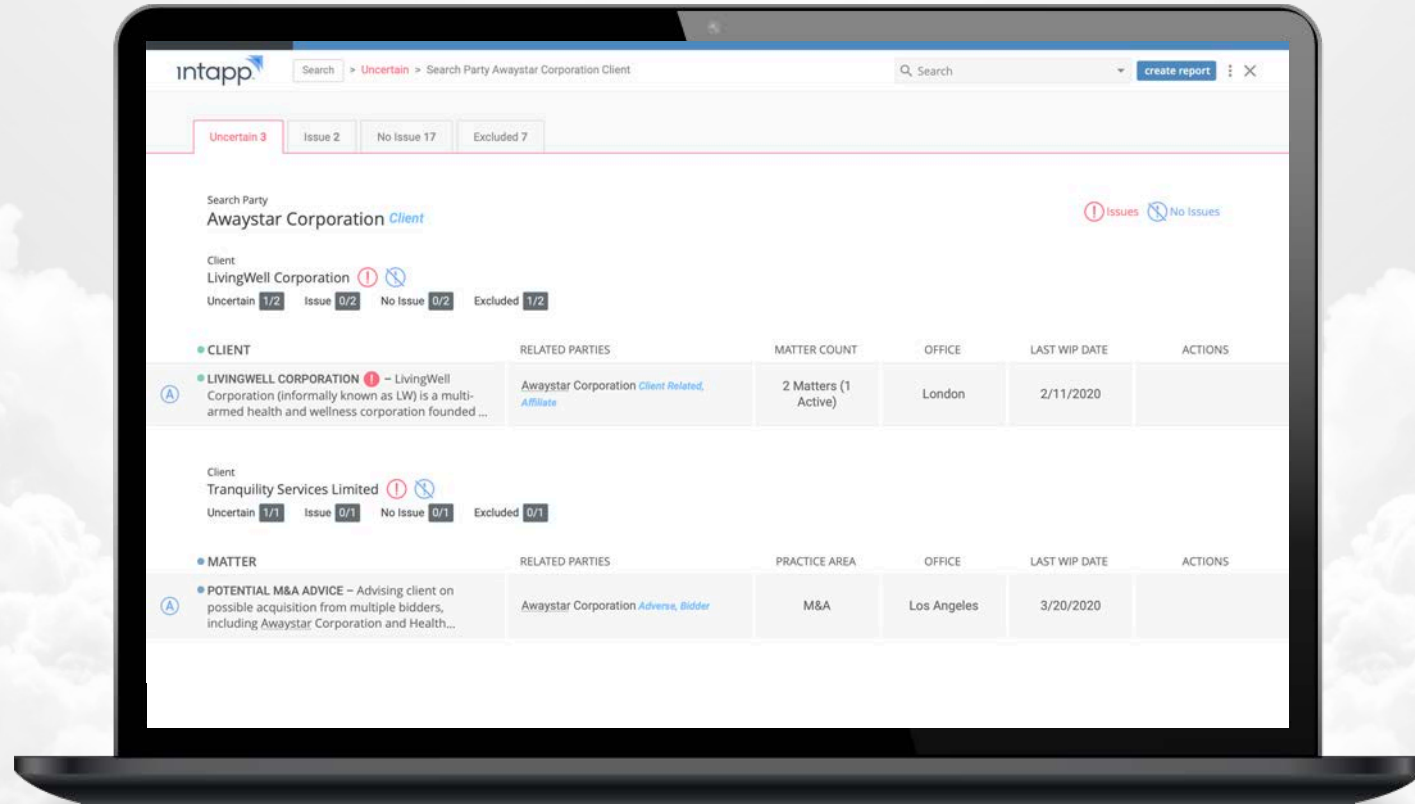 intapp
Search > Uncertain > Search Party Awaystar Corporation Client
Search
create report
Uncertain 3
Issue 2
No Issue 17
Excluded 7
Search Party
Awaystar Corporation Client
Issues
No Issues
Client
LivingWell Corporation
Uncertain 1/2 Issue 0/2 No Issue 0/2 Excluded 1/2
CLIENT RELATED PARTIES MATTER COUNT OFFICE LAST WIP DATE ACTIONS
A
LIVINGWELL CORPORATION – LivingWell
Corporation (informally known as LW) is a multi-
armed health and wellness corporation founded ...
Awaystar Corporation Client Related,
Affiliate
2 Matters (1
Active)
London
2/11/2020
Client
Tranquility Services Limited
Uncertain 1/1 Issue 0/1 No Issue 0/1 Excluded 0/1
MATTER RELATED PARTIES PRACTICE AREA OFFICE LAST WIP DATE ACTIONS
A
POTENTIAL M&A ADVICE – Advising client on
possible acquisition from multiple bidders,
including Awaystar Corporation and Health...
Awaystar Corporation Adverse, Bidder
M&A
Los Angeles
3/20/2020